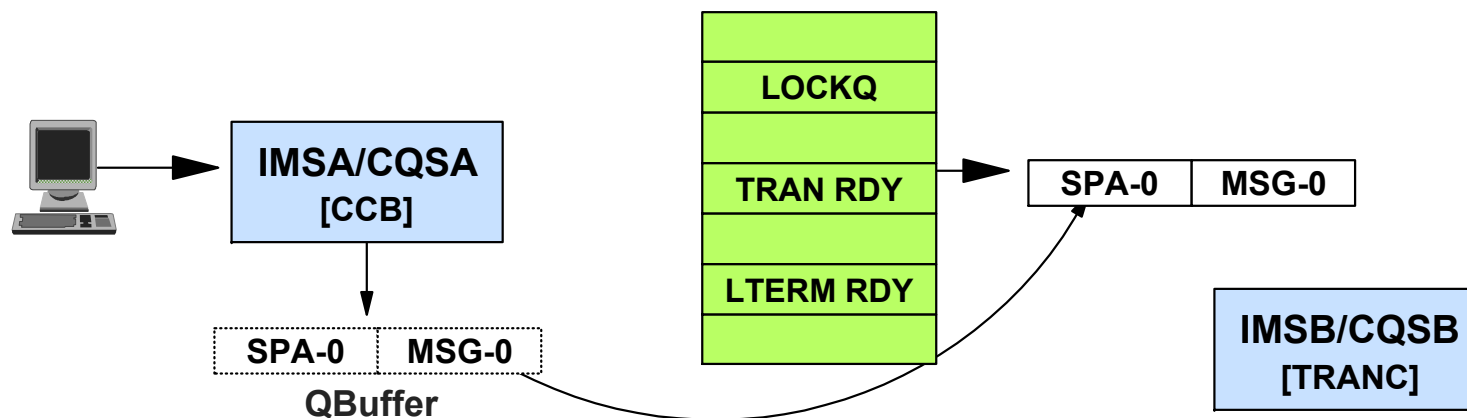 LOCKQ
IMSA/CQSA
[CCB]
TRAN RDY
SPA-0 MSG-0
LTERM RDY
SPA-0 MSG-0
QBuffer
IMSB/CQSB
[TRANC]